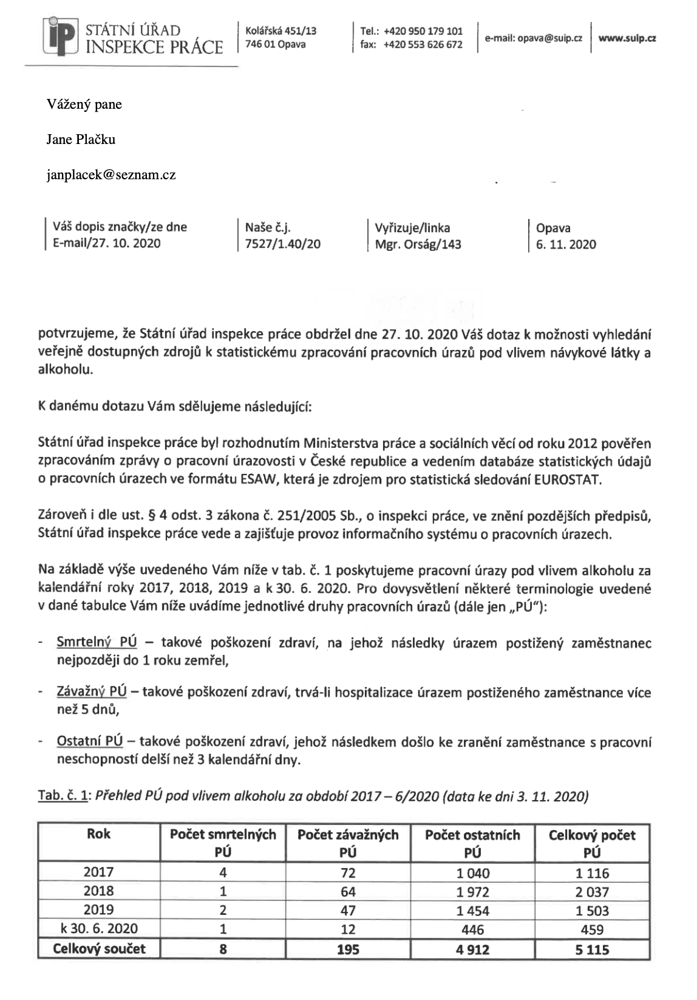 iP STÁTNÍ ÚŘAD
INSPEKCE PRÁCE
Kolářská 451/13
746 01 Opava
Tel.: +420 950 179 101
fax: +420 553 626 672
e-mail: opava@suip.cz
www.suip.cz
Vážený pane
Jane Plačku
janplacek@seznam.cz
Váš dopis značky/ze dne
E-mail/27. 10. 2020
Naše č.j.
7527/1.40/20
Vyřizuje/linka
Mgr. Orság/143
Opava
6. 11. 2020
potvrzujeme, že Státní úřad inspekce práce obdržel dne 27. 10. 2020 Váš dotaz k možnosti vyhledání
veřejně dostupných zdrojů k statistickému zpracování pracovních úrazů pod vlivem návykové látky a
alkoholu.
K danému dotazu Vám sdělujeme následující:
Státní úřad inspekce práce byl rozhodnutím Ministerstva práce a sociálních věcí od roku 2012 pověřen
zpracováním zprávy o pracovní úrazovosti v České republice a vedením databáze statistických údajů
o pracovních úrazech ve formátu ESAW, která je zdrojem pro statistická sledování EUROSTAT.
Zároveň i dle ust. § 4 odst. 3 zákona č. 251/2005 Sb., o inspekci práce, ve znění pozdějších předpisů,
Státní úřad inspekce práce vede a zajišťuje provoz informačního systému o pracovních úrazech.
Na základě výše uvedeného Vám níže v tab. č. 1 poskytujeme pracovní úrazy pod vlivem alkoholu za
kalendářní roky 2017, 2018, 2019 a k 30. 6. 2020. Pro dovysvětlení některé terminologie uvedené
v dané tabulce Vám níže uvádíme jednotlivé druhy pracovních úrazů (dále jen „PÚ“):
- Smrtelný PÚ – takové poškození zdraví, na jehož následky úrazem postižený zaměstnanec
nejpozději do 1 roku zemřel,
- Závažný PÚ – takové poškození zdraví, trvá-li hospitalizace úrazem postiženého zaměstnance více
než 5 dnů,
- Ostatní PÚ – takové poškození zdraví, jehož následkem došlo ke zranění zaměstnance s pracovní
neschopností delší než 3 kalendářní dny.
Tab. č. 1: Přehled PÚ pod vlivem alkoholu za období 2017 – 6/2020 (data ke dni 3. 11. 2020)
Rok Počet smrtelných PÚ Počet závažných PÚ Počet ostatních PÚ Celkový počet PÚ
2017 4 72 1 040 1 116
2018 1 64 1 972 2 037
2019 2 47 1 454 1 503
k 30. 6. 2020 1 12 446 459
Celkový součet 8 195 4 912 5 115